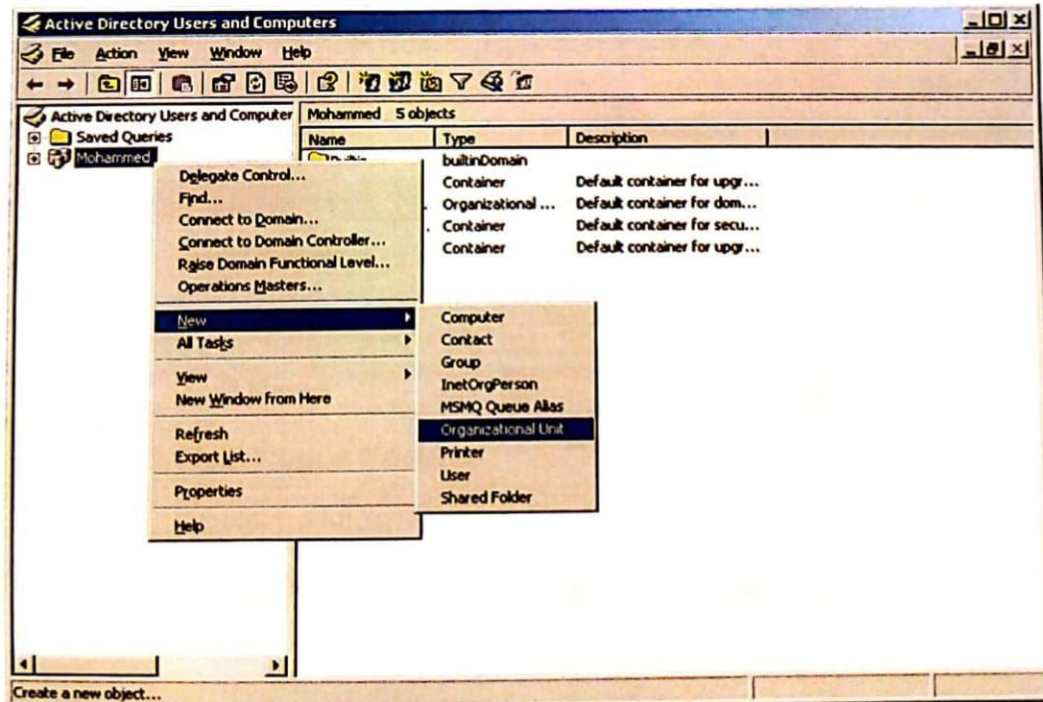 Active Directory Users and Computers
File Action View Window Help
Active Directory Users and Computer
Saved Queries
Mohammed
Mohammed 5 objects
Name Type Description
builtinDomain
Container Default container for upgr...
Organizational ... Default container for dom...
Container Default container for secu...
Container Default container for upgr...
Delegate Control...
Find...
Connect to Domain...
Connect to Domain Controller...
Raise Domain Functional Level...
Operations Masters...
New
All Tasks
View
New Window from Here
Refresh
Export List...
Properties
Help
Computer
Contact
Group
InetOrgPerson
MSMQ Queue Alias
Organizational Unit
Printer
User
Shared Folder
Create a new object...